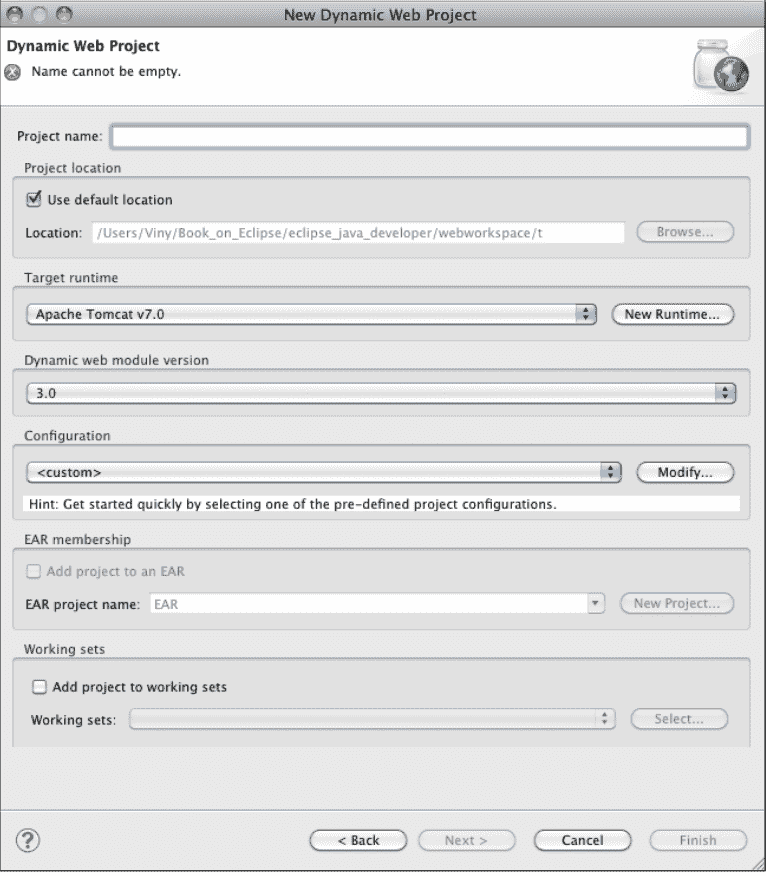 New Dynamic Web Project
Dynamic Web Project
Name cannot be empty.
Project name:
Project location
Use default location
Location: /Users/Viny/Book_on_Eclipse/eclipse_java_developer/webworkspace/t Browse...
Target runtime
Apache Tomcat v7.0 New Runtime...
Dynamic web module version
3.0
Configuration
<custom> Modify...
Hint: Get started quickly by selecting one of the pre-defined project configurations.
EAR membership
Add project to an EAR
EAR project name: EAR New Project...
Working sets
Add project to working sets
Working sets: Select...
? < Back Next > Cancel Finish